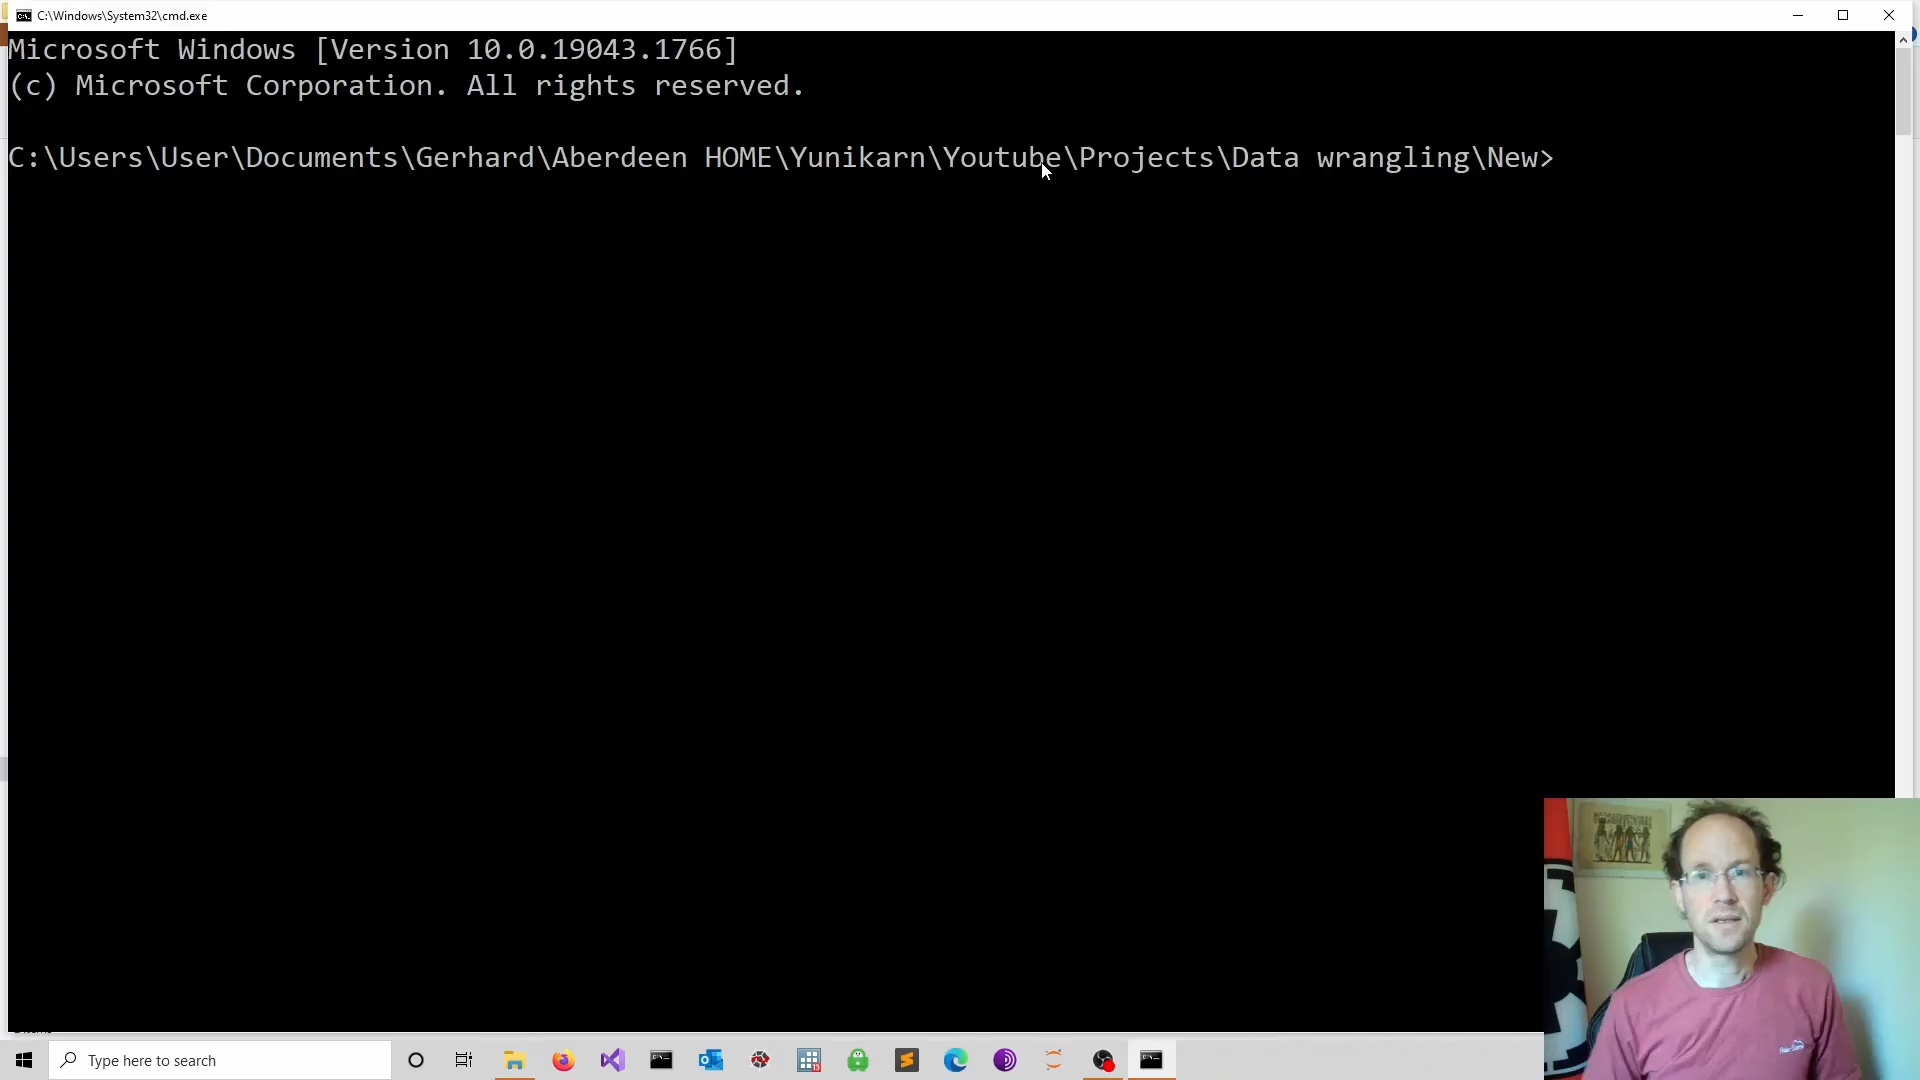 C:\Windows\System32\cmd.exe
Microsoft Windows [Version 10.0.19043.1766]
(c) Microsoft Corporation. All rights reserved.
C:\Users\User\Documents\Gerhard\Aberdeen HOME\Yunikarn\Youtube\Projects\Data wrangling\New>
Type here to search